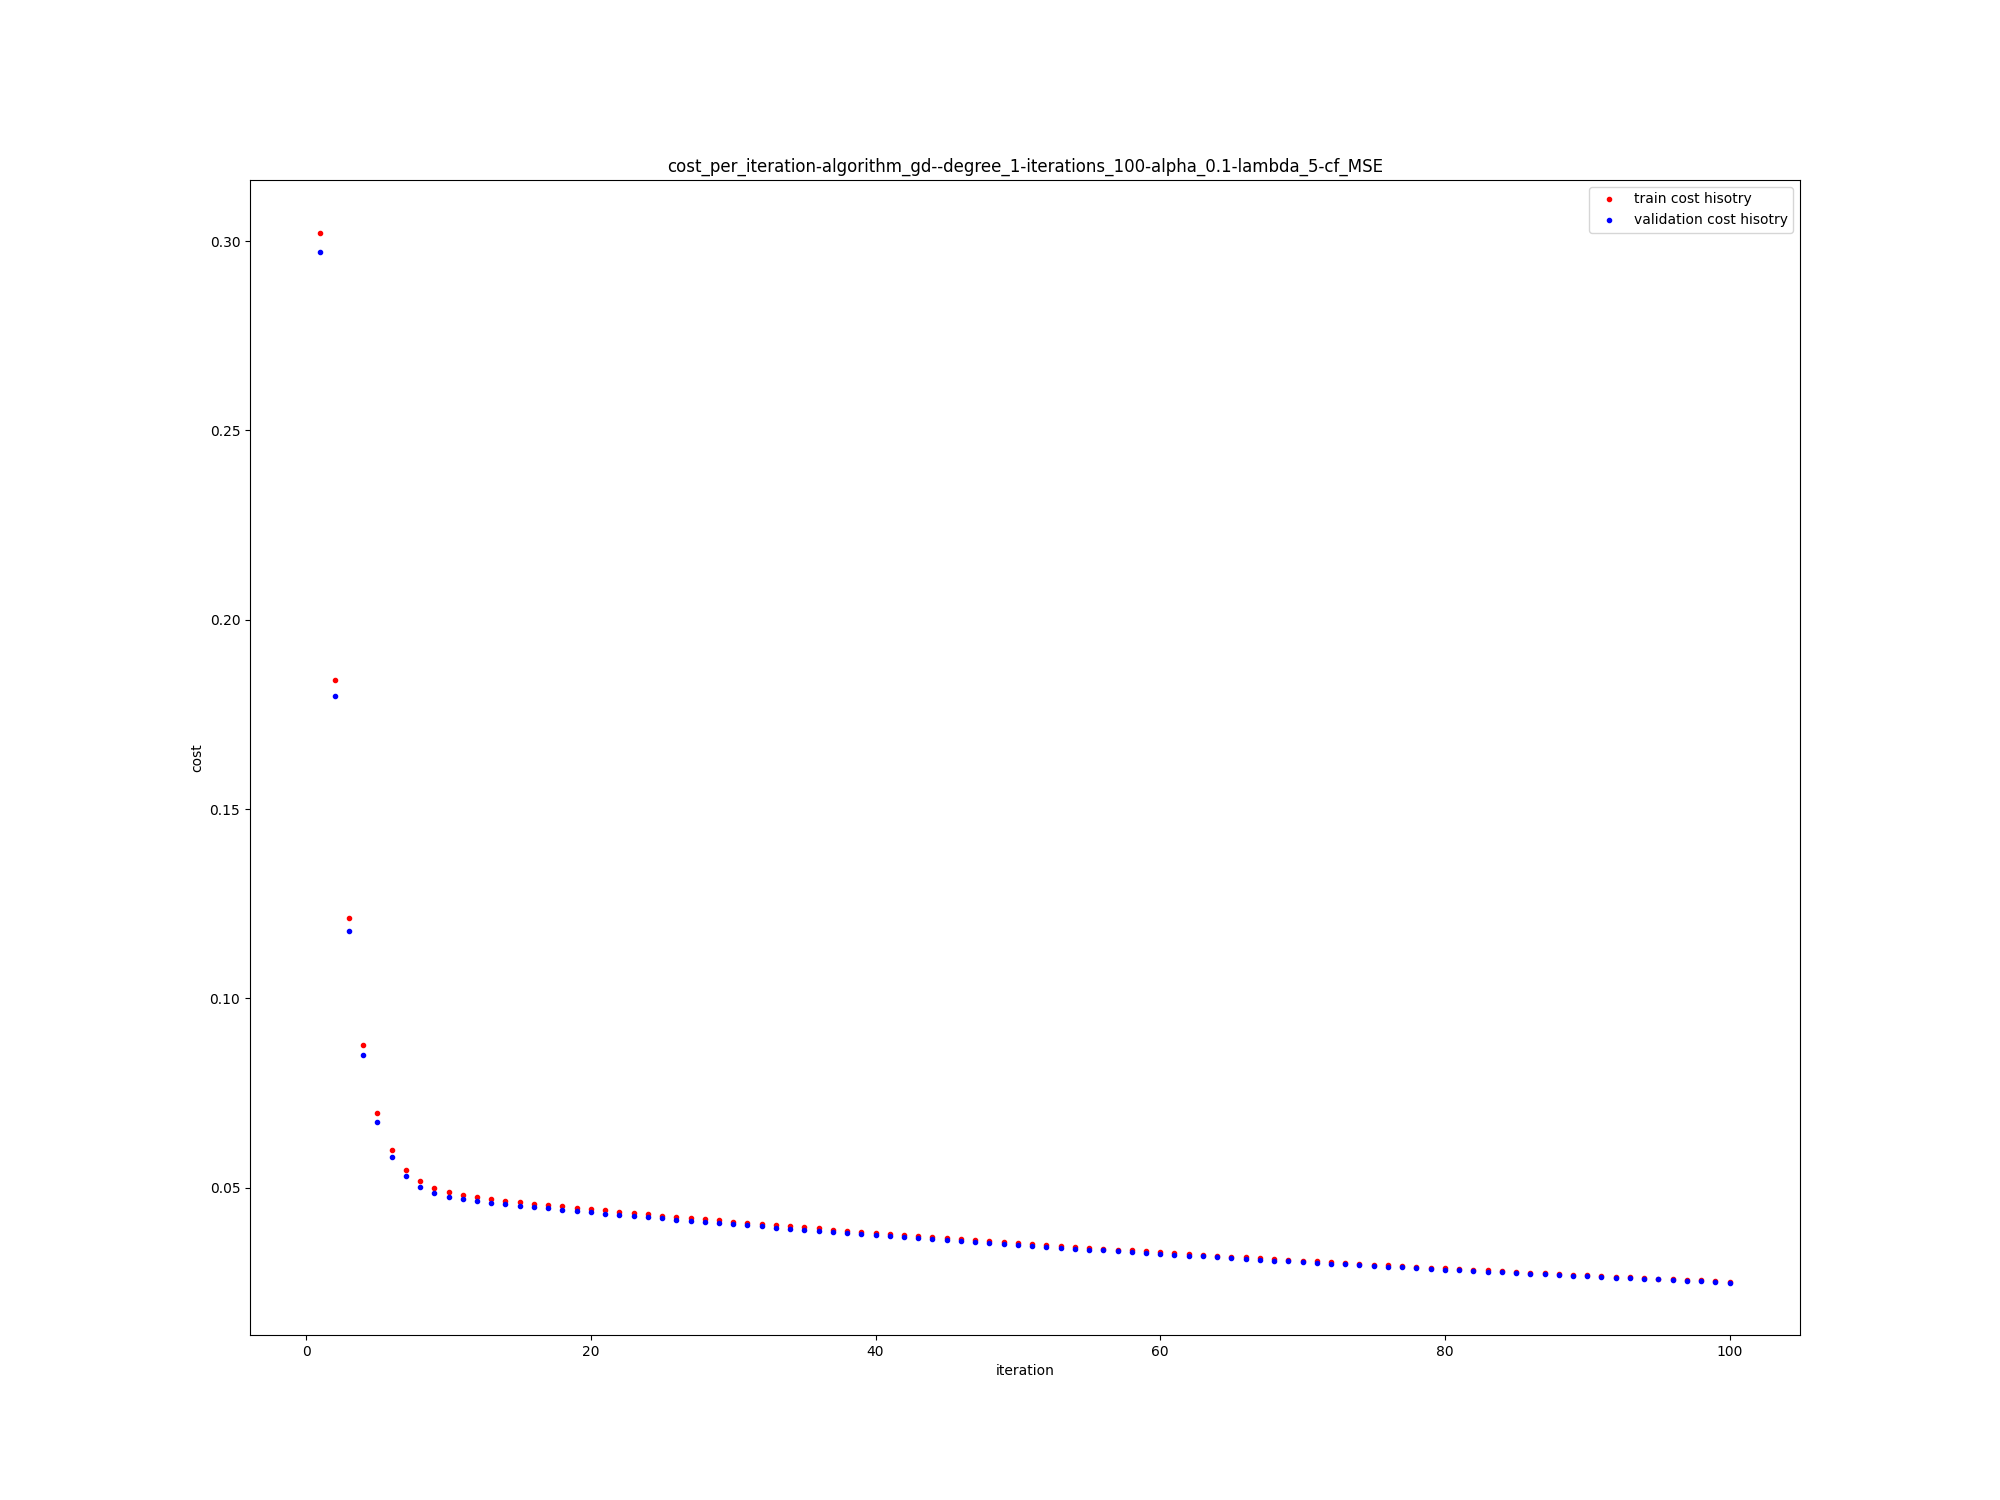 cost_per_iteration-algorithm_gd--degree_1-iterations_100-alpha_0.1-lambda_5-cf_MSE
train cost hisotry
validation cost hisotry
0.30
0.25
0.20
0.15
0.10
0.05
cost
0 20 40 60 80 100
iteration